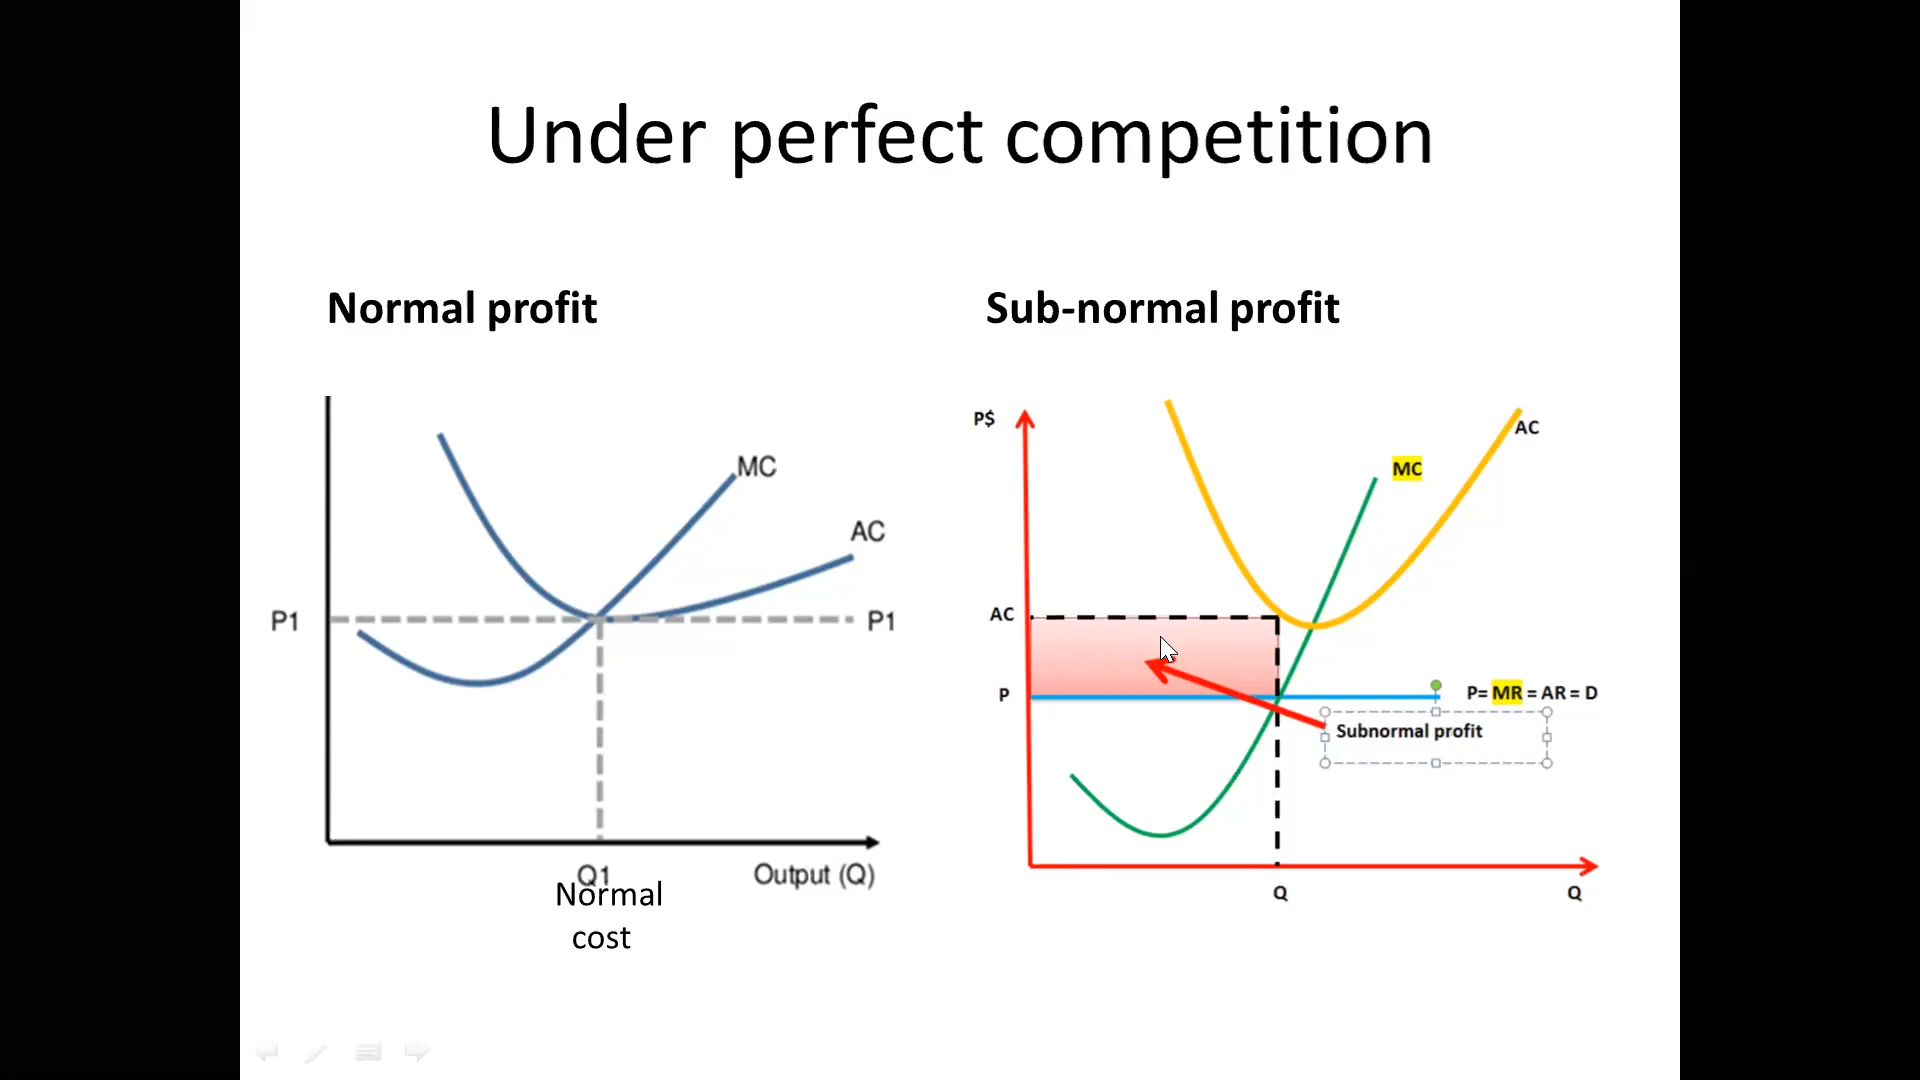 Under perfect competition
Normal profit
MC
AC
P1
P1
Q1
Output (Q)
Normal
cost
Sub-normal profit
P$
AC
MC
AC
P
P= MR = AR = D
Subnormal profit
Q
Q